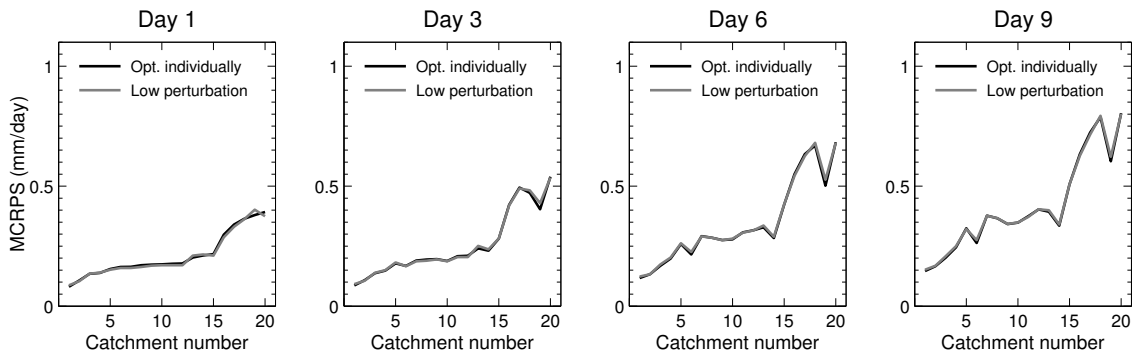 Day 1
Day 3
Day 6
Day 9
MCRPS (mm/day)
1
0.5
0
Opt. individually
Low perturbation
5
10
15
20
Catchment number
1
0.5
0
Opt. individually
Low perturbation
5
10
15
20
Catchment number
1
0.5
0
Opt. individually
Low perturbation
5
10
15
20
Catchment number
1
0.5
0
Opt. individually
Low perturbation
5
10
15
20
Catchment number